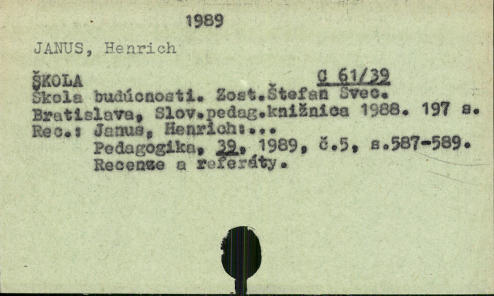 1989
JANUS, Henrich
ŠKOLA C 61/39
Škola budúcnosti. Zost.Štefan Švec.
Bratislava, Slov.pedag.knižnica 1988. 197 s.
Rec.: Janus, Henrich:...
Pedagogika, 39, 1989, č.5, s.587-589.
Recenze a referáty.